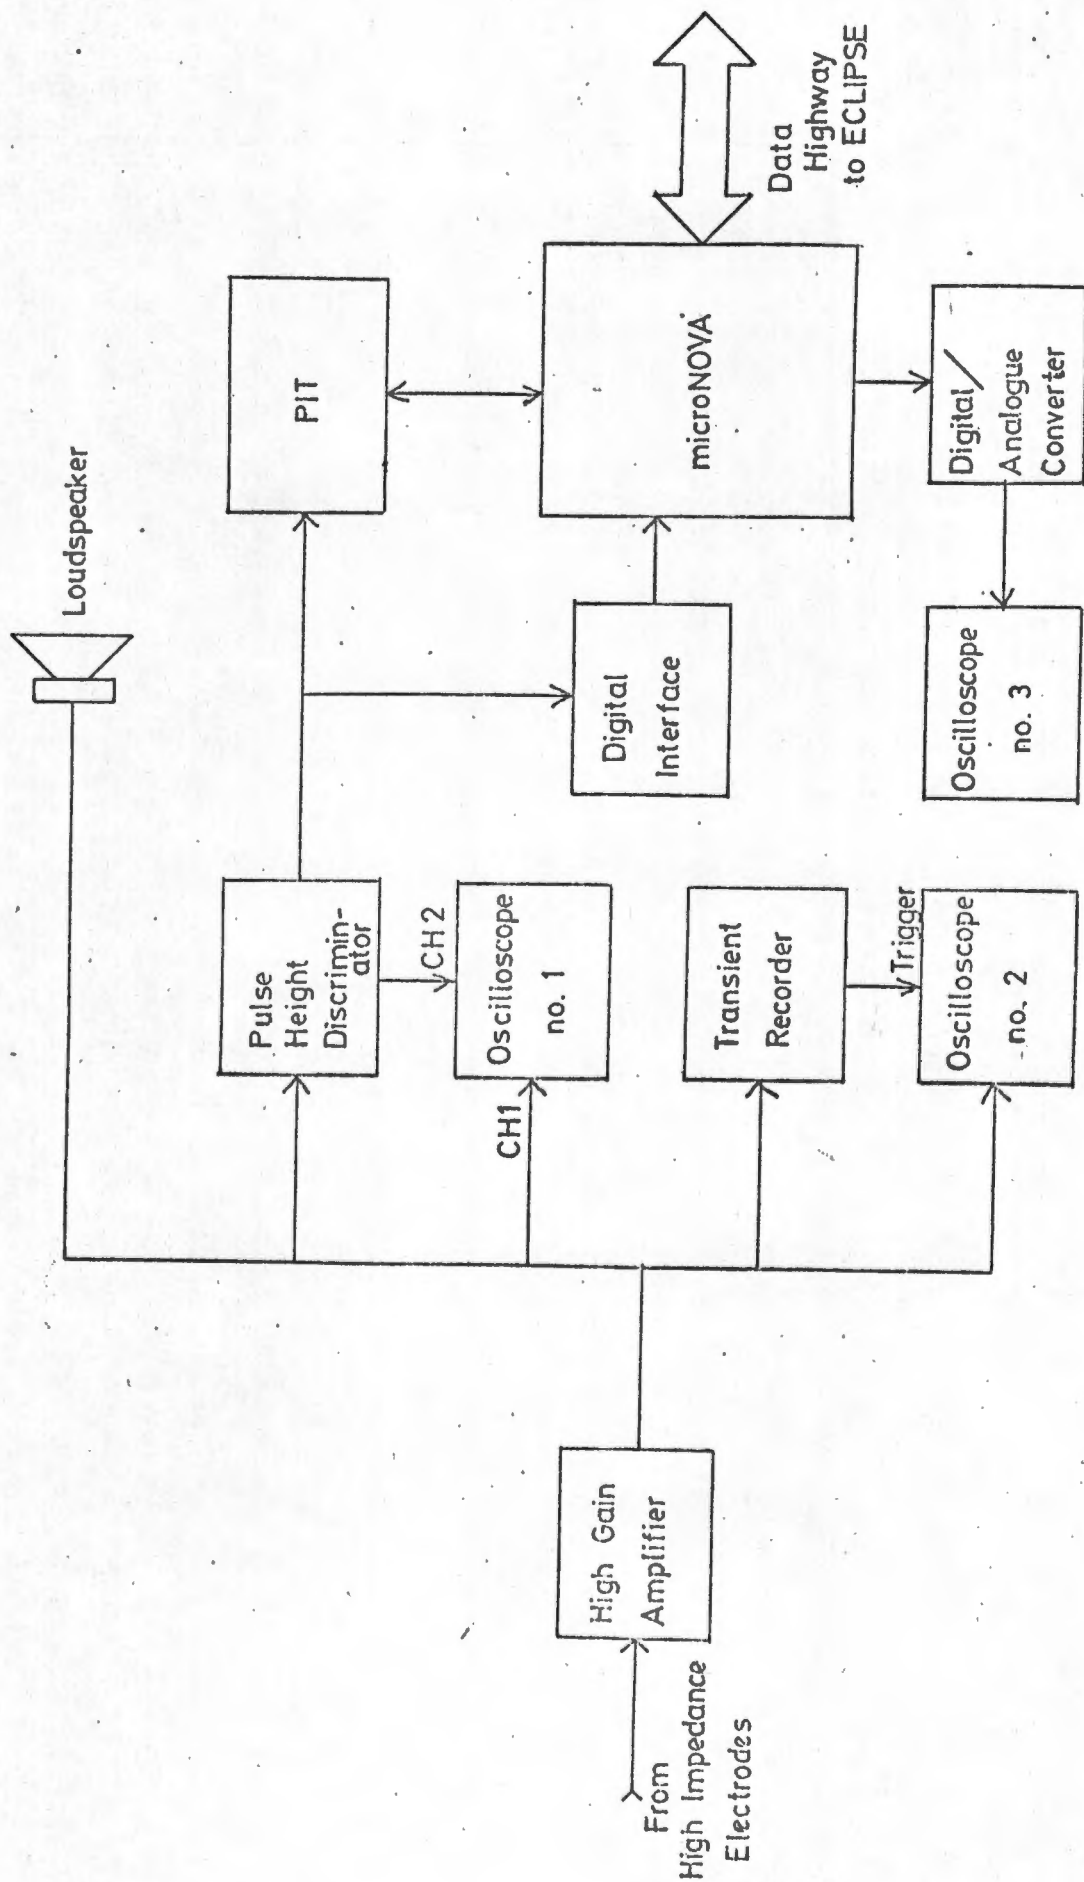 Loudspeaker
PIT
Pulse
Height
Discrimin-
ator
CH2
CH1
Oscilloscope
no. 1
Digital
Interface
microNOVA
Data
Highway
to ECLIPSE
From
High Impedance
Electrodes
High Gain
Amplifier
Transient
Recorder
Trigger
Oscilloscope
no. 2
Oscilloscope
no. 3
Digital/
Analogue
Converter